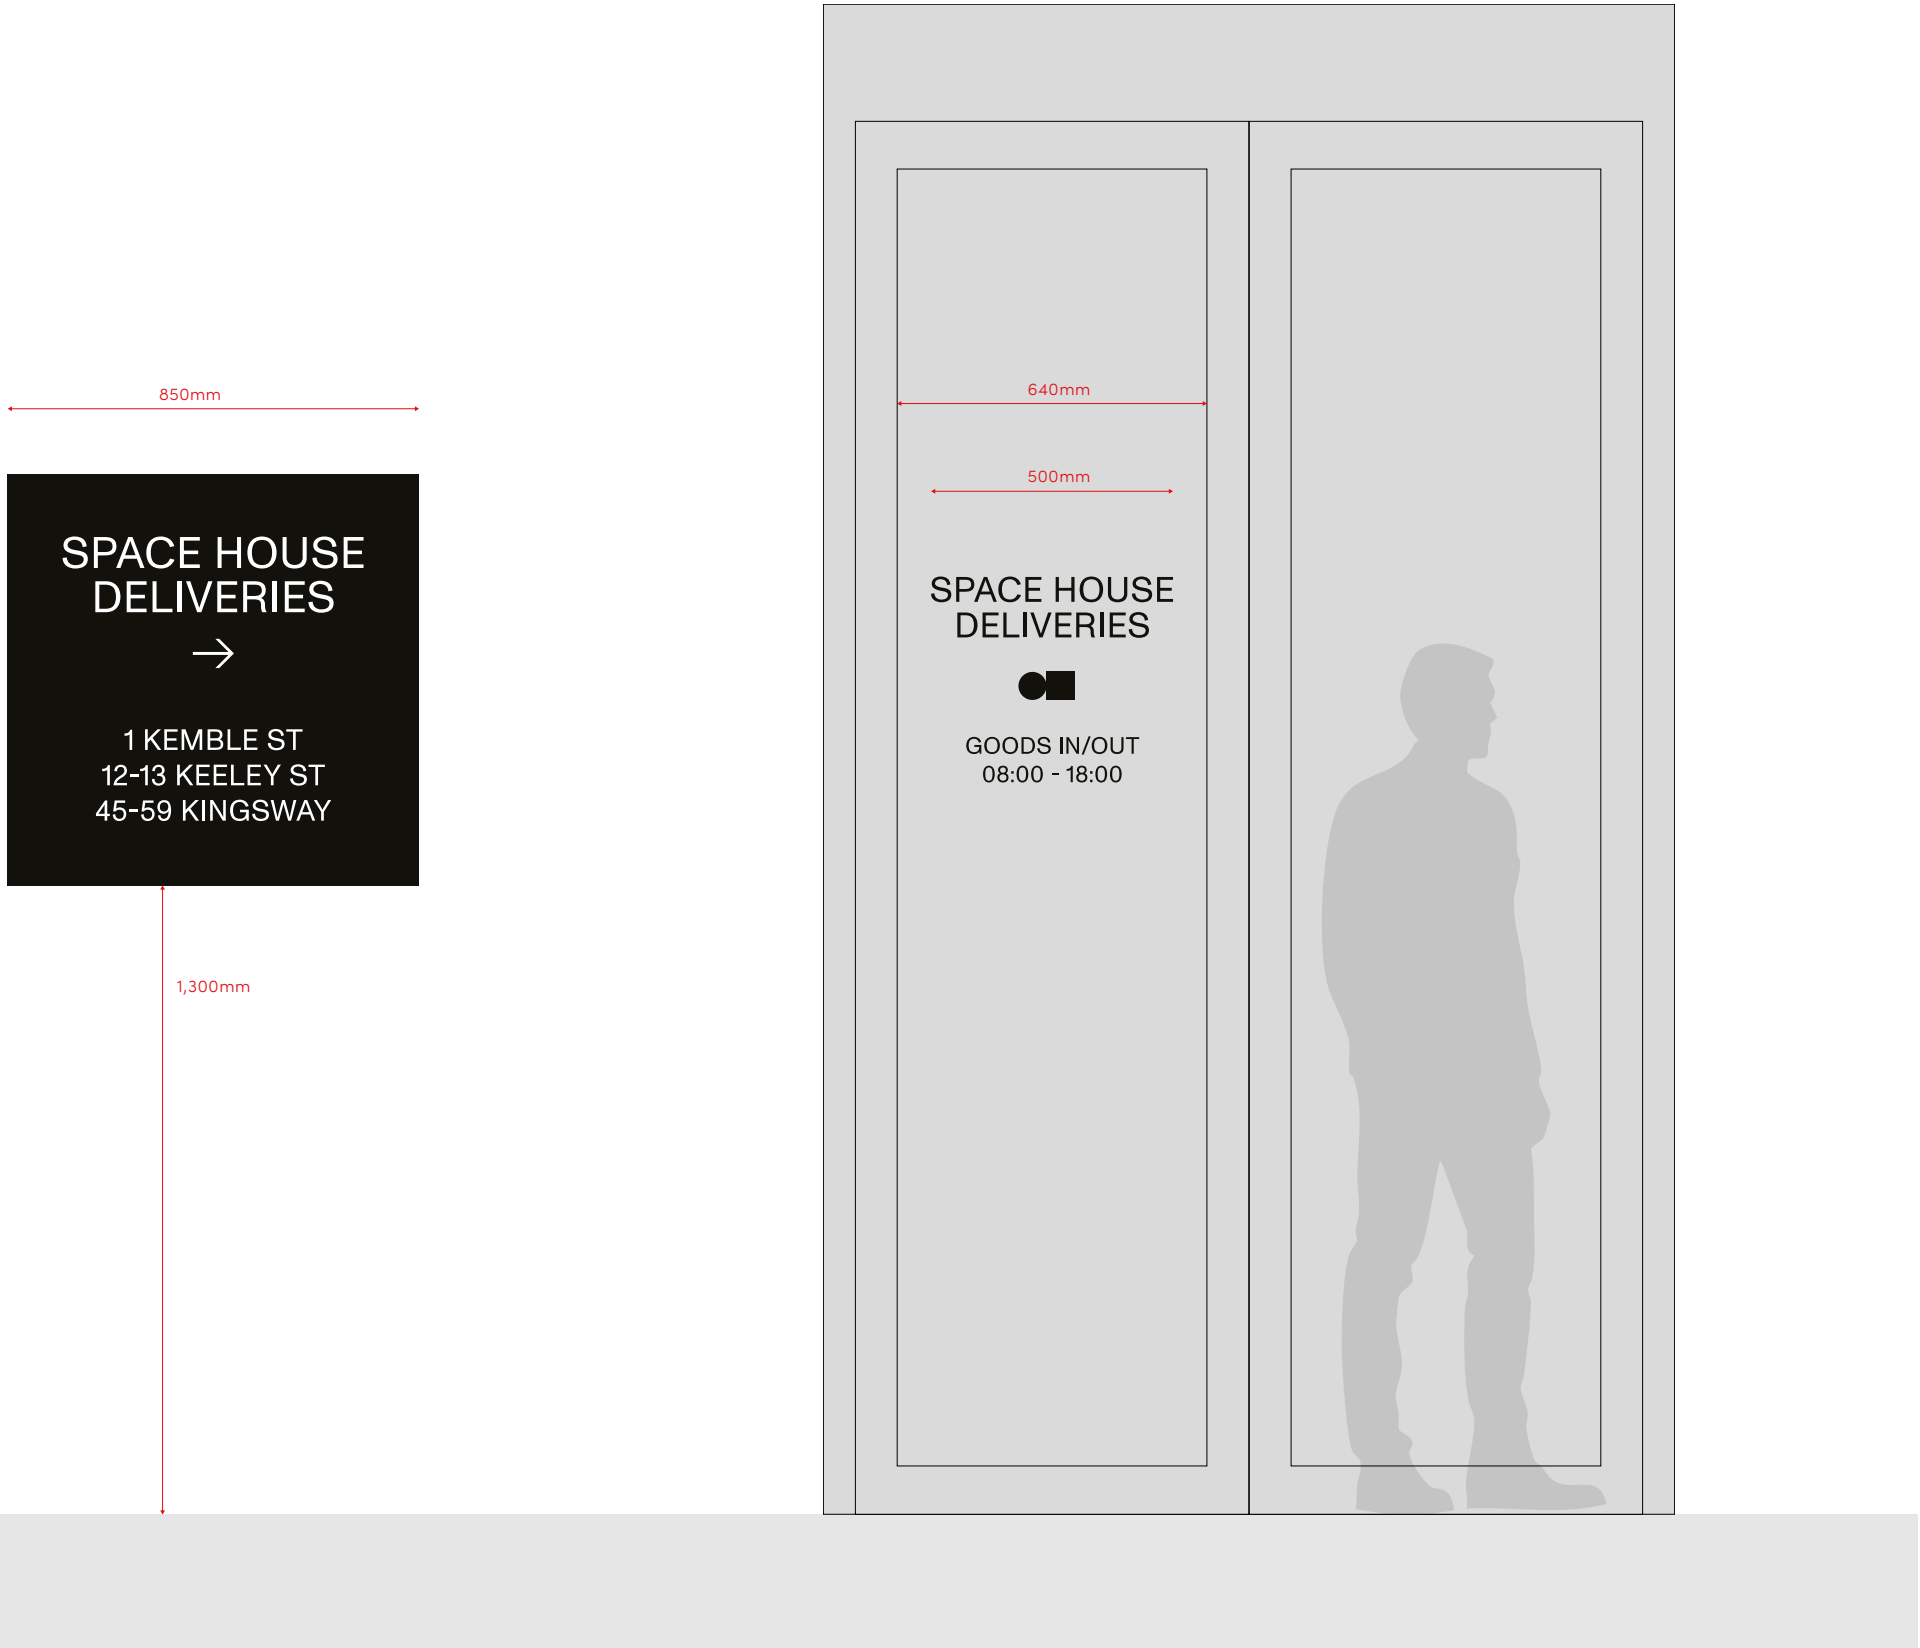 850mm
SPACE HOUSE
DELIVERIES
→
1 KEMBLE ST
12-13 KEELEY ST
45-59 KINGSWAY
1,300mm
640mm
500mm
SPACE HOUSE
DELIVERIES
GOODS IN/OUT
08:00 - 18:00